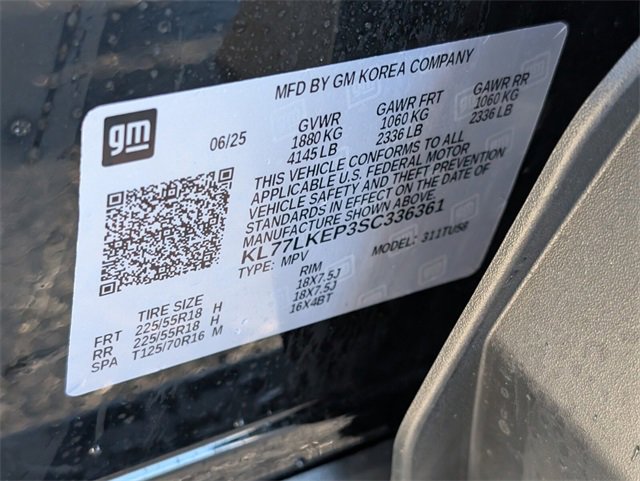 MFD BY GM KOREA COMPANY
gm
06/25
GVWR GAWR FRT GAWR RR
1880 KG 1060 KG 1060 KG
4145 LB 2336 LB 2336 LB
THIS VEHICLE CONFORMS TO ALL
APPLICABLE U.S. FEDERAL MOTOR
VEHICLE SAFETY AND THEFT PREVENTION
STANDARDS IN EFFECT ON THE DATE OF
MANUFACTURE SHOWN ABOVE.
KL77LKEP3SC336361
TYPE: MPV MODEL: 311TU58
TIRE SIZE RIM
FRT 225/55R18 H 18X7.5J
RR 225/55R18 H 18X7.5J
SPA T125/70R16 M 16X4BT